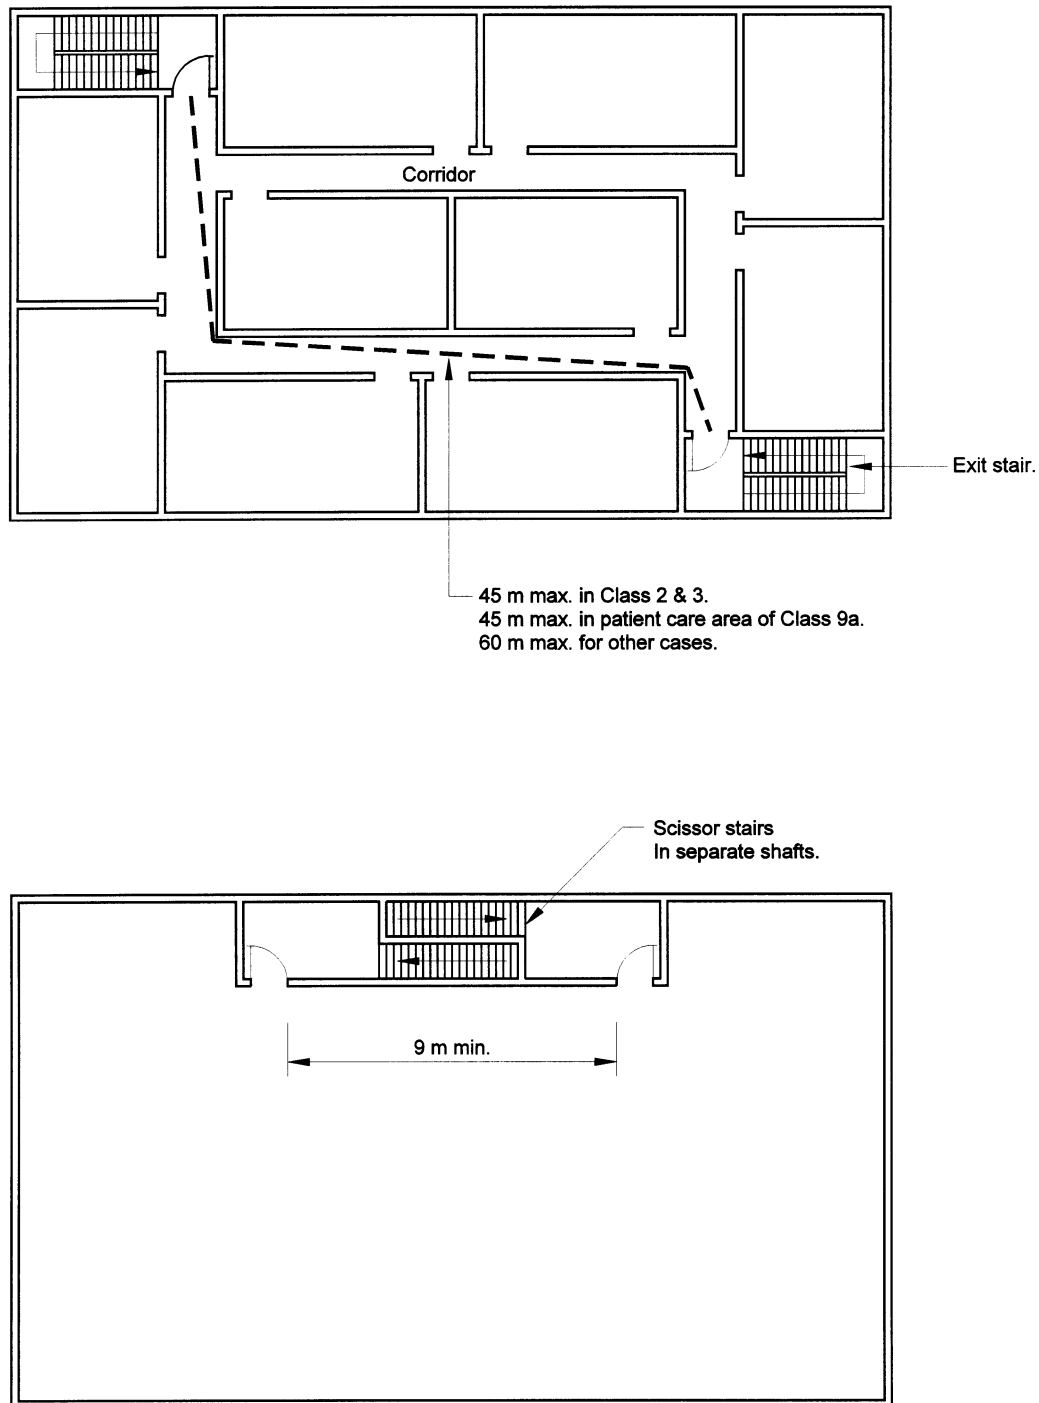 Corridor
Exit stair.
45 m max. in Class 2 & 3.
45 m max. in patient care area of Class 9a.
60 m max. for other cases.
Scissor stairs
In separate shafts.
9 m min.